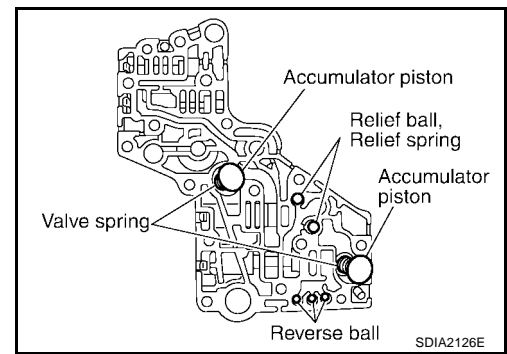 Accumulator piston
Relief ball,
Relief spring
Accumulator
piston
Valve spring
Reverse ball
SDIA2126E